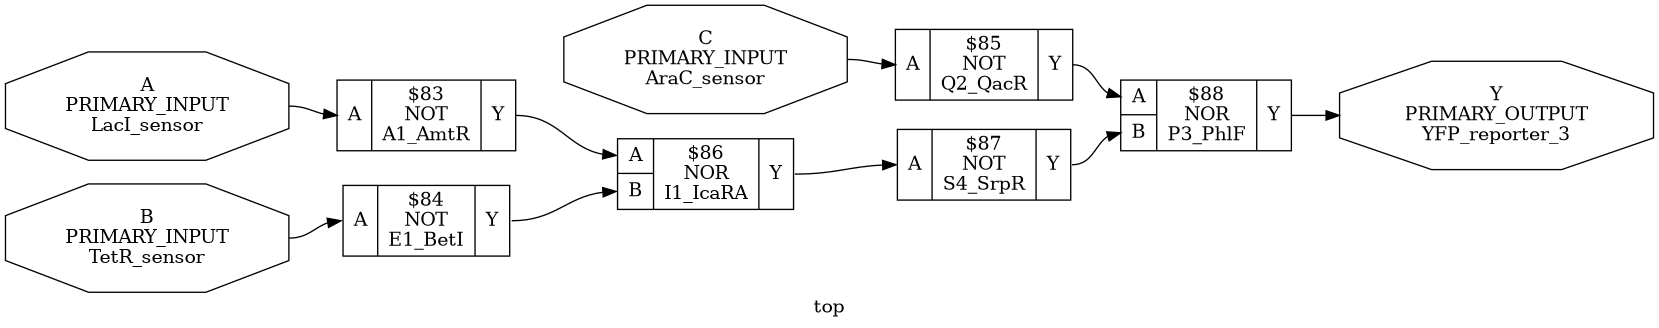 A
PRIMARY_INPUT
LacI_sensor
B
PRIMARY_INPUT
TetR_sensor
A
$83
NOT
A1_AmtR
Y
A
$84
NOT
E1_BetI
Y
C
PRIMARY_INPUT
AraC_sensor
A
B
$86
NOR
I1_IcaRA
Y
A
$85
NOT
Q2_QacR
Y
A
$87
NOT
S4_SrpR
Y
A
B
$88
NOR
P3_PhlF
Y
Y
PRIMARY_OUTPUT
YFP_reporter_3
top